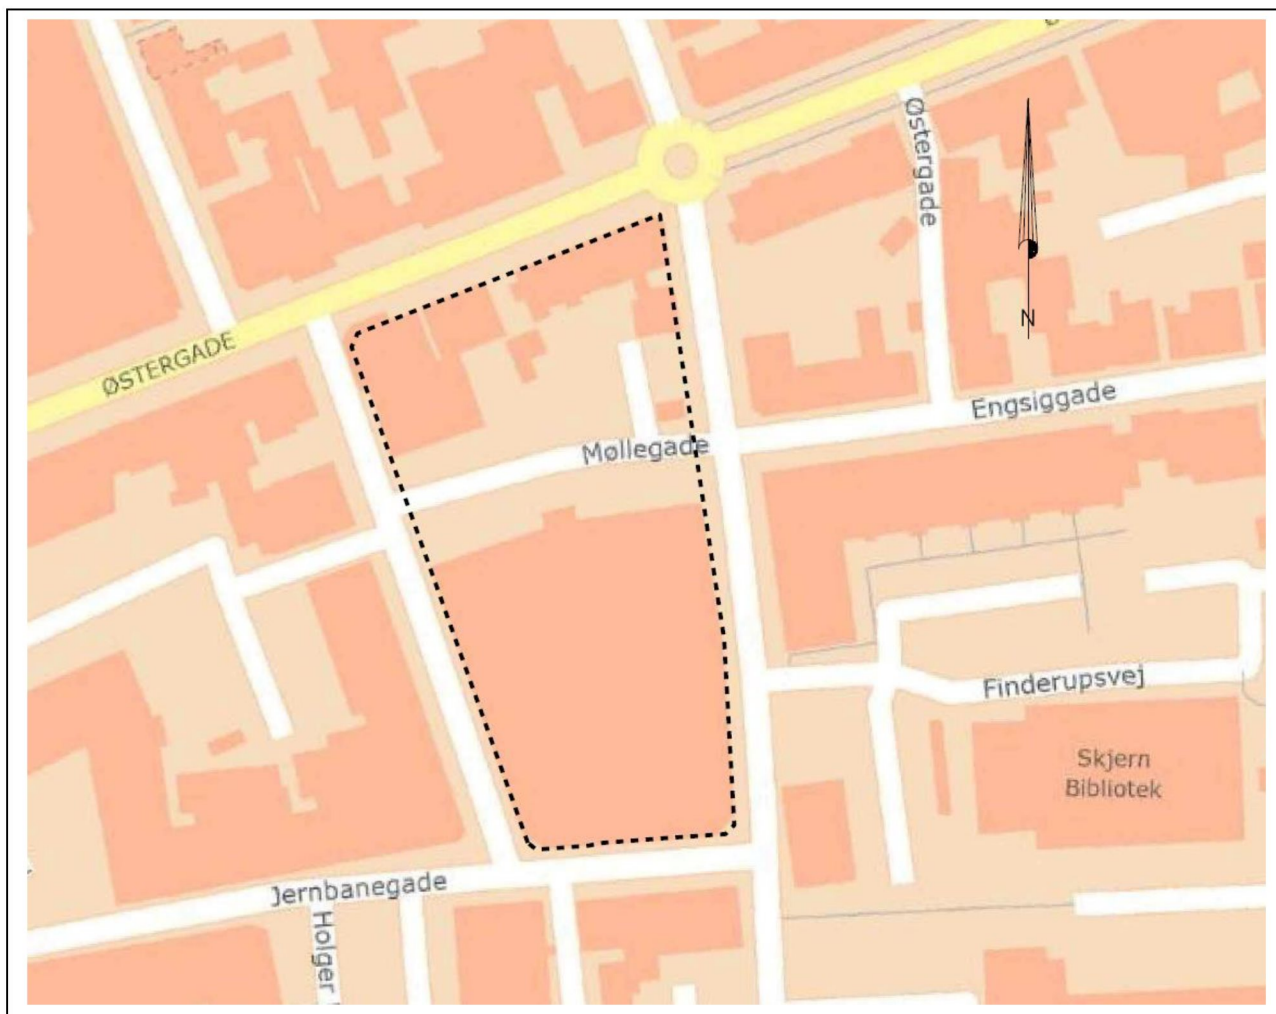 Østergade
N
ØSTERGADE
Engsiggade
Møllegade
Finderupsvej
Skjern
Bibliotek
Jernbanegade
Holger